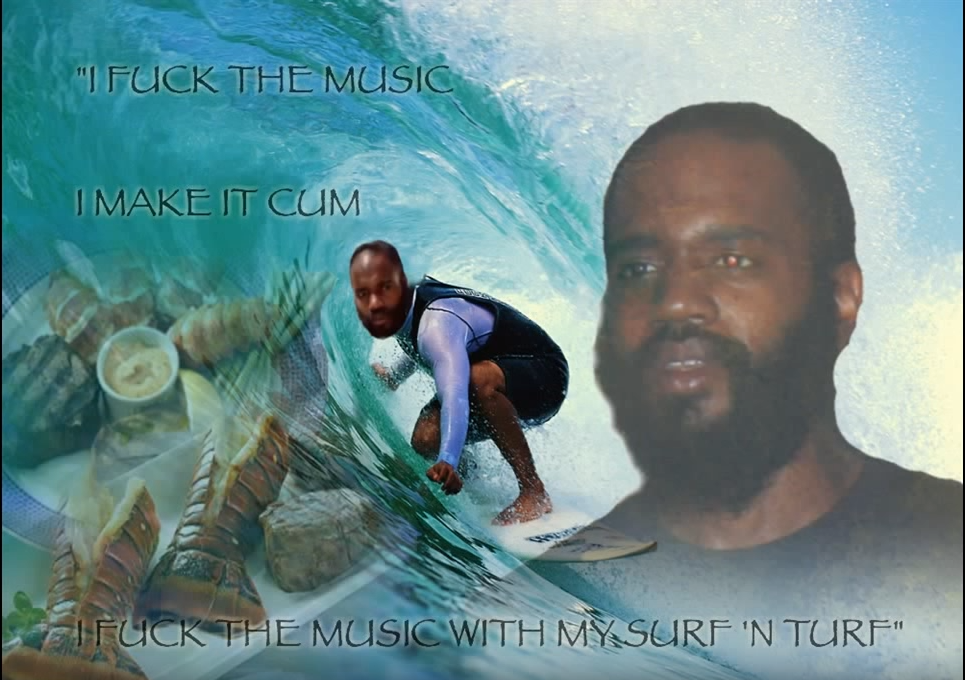 "I FUCK THE MUSIC
I MAKE IT CUM
I FUCK THE MUSIC WITH MY SURF 'N TURF"